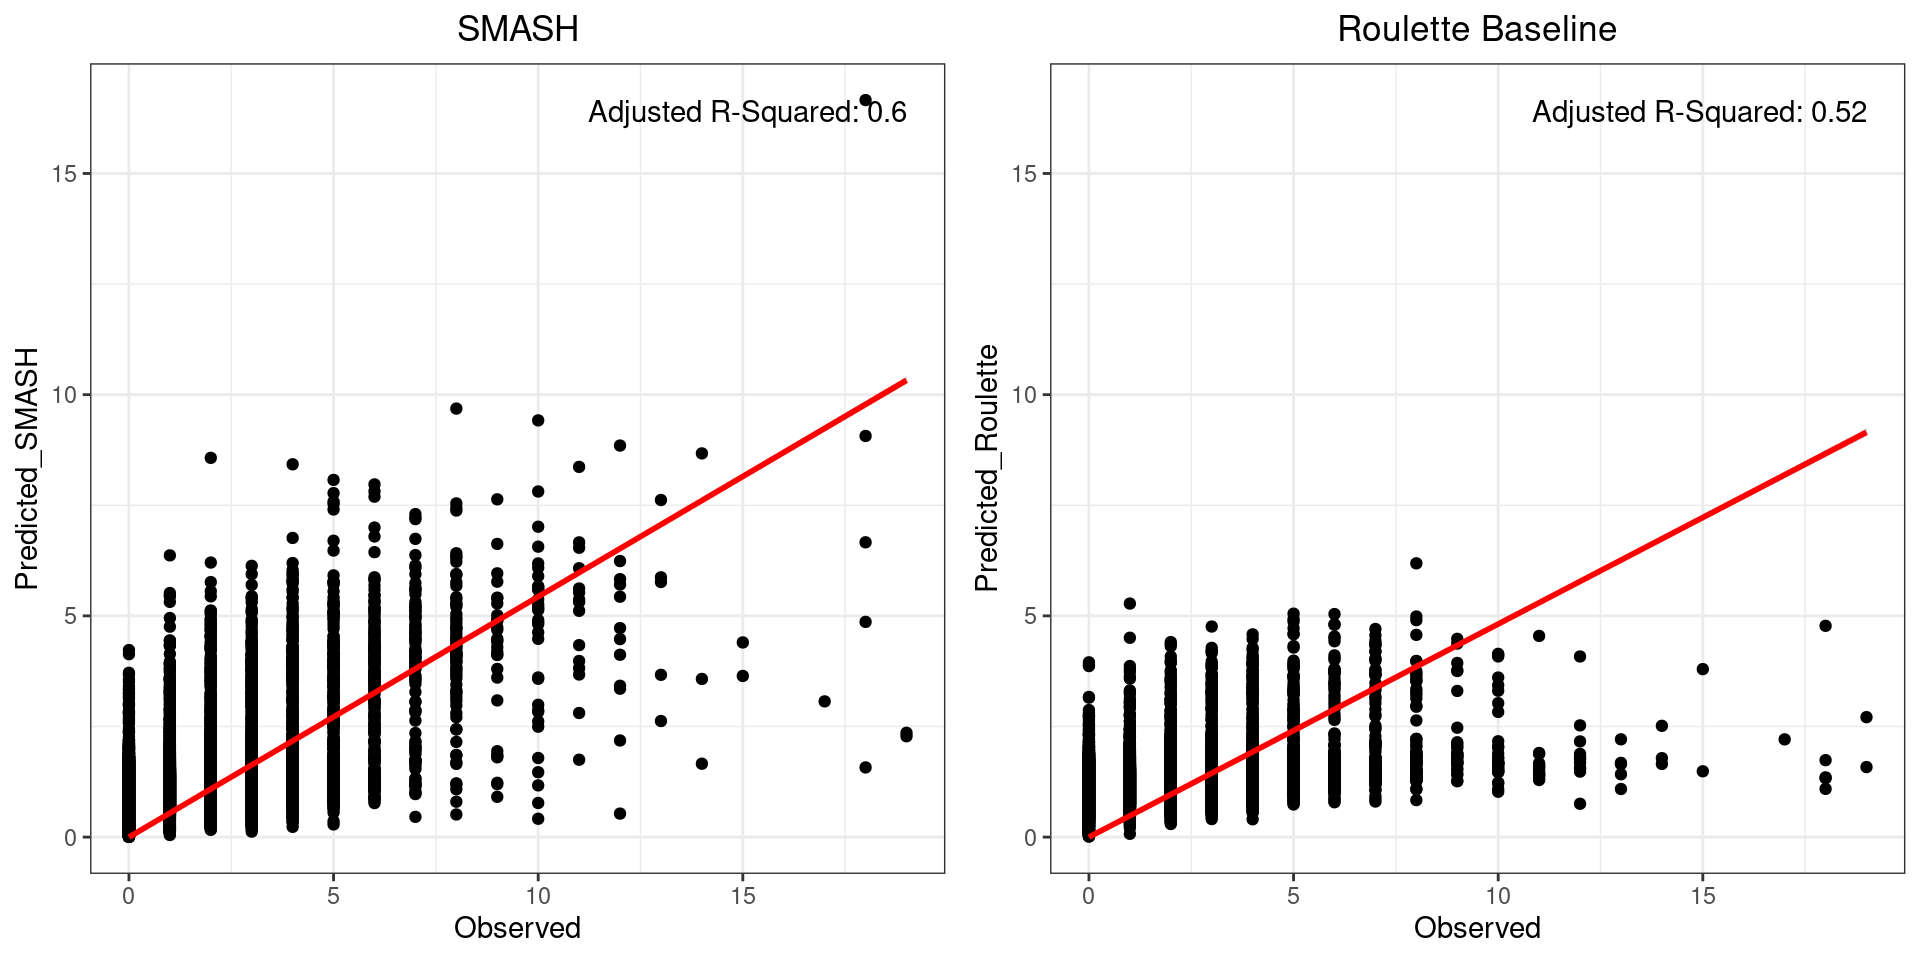 SMASH
Adjusted R-Squared: 0.6
Predicted_SMASH
15
10
5
0
0 5 10 15
Observed
Roulette Baseline
Adjusted R-Squared: 0.52
Predicted_Roulette
15
10
5
0
0 5 10 15
Observed